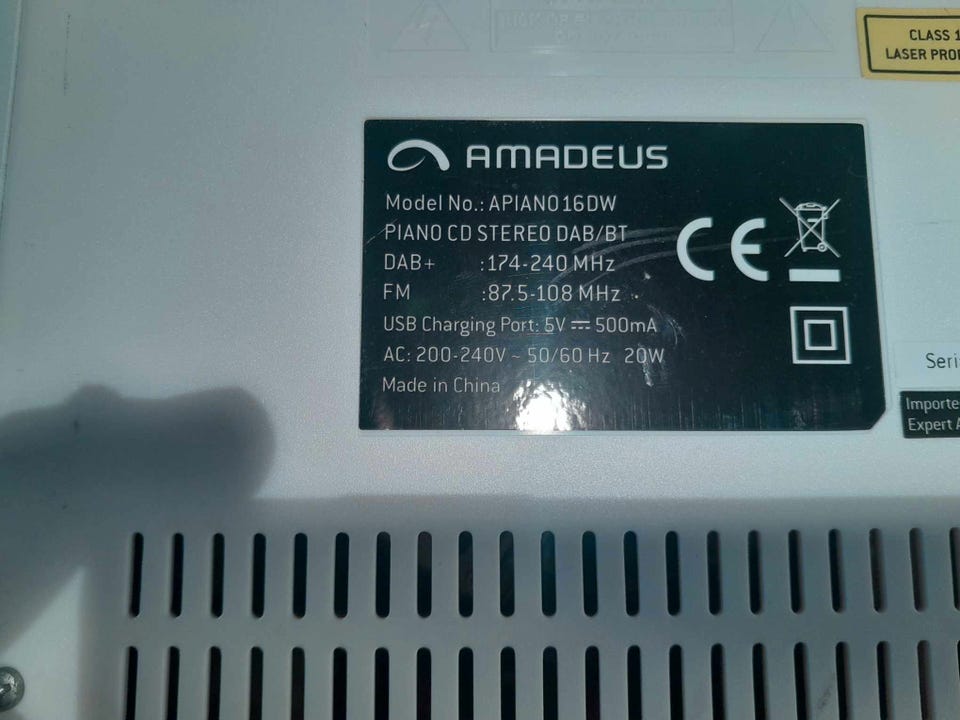 CLASS 1
LASER PROD
AMADEUS
Model No.: APIANO16DW
PIANO CD STEREO DAB/BT
DAB+ :174-240 MHz
FM :87.5-108 MHz
USB Charging Port: 5V ⎓ 500mA
AC: 200-240V ~ 50/60 Hz 20W
Made in China
CE
Seri
Importe
Expert A